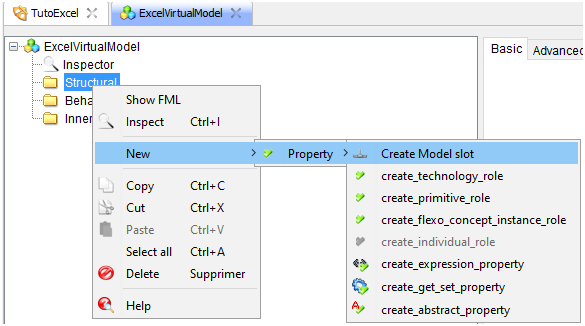 TutoExcel ExcelVirtualModel
ExcelVirtualModel
Inspector
Structural
Beha
Inner
Basic Advanced
Show FML
Inspect Ctrl+I
New Property Create Model slot
Copy Ctrl+C
Cut Ctrl+X
Paste Ctrl+V
Select all Ctrl+A
Delete Supprimer
Help
create_technology_role
create_primitive_role
create_flexo_concept_instance_role
create_individual_role
create_expression_property
create_get_set_property
create_abstract_property